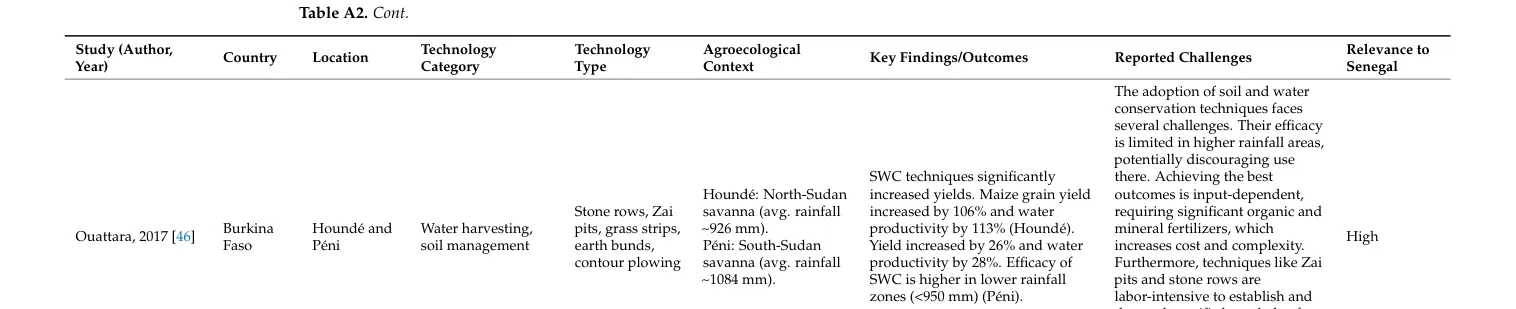 Table A2. Cont.
Study (Author, Year)
Country
Location
Technology Category
Technology Type
Agroecological Context
Key Findings/Outcomes
Reported Challenges
Relevance to Senegal
Ouattara, 2017 [46]
Burkina
Faso
Houndé and
Péni
Water harvesting,
soil management
Stone rows, Zai
pits, grass strips,
earth bunds,
contour plowing
Houndé: North-Sudan
savanna (avg. rainfall
~926 mm).
Péni: South-Sudan
savanna (avg. rainfall
~1084 mm).
SWC techniques significantly
increased yields. Maize grain yield
increased by 106% and water
productivity by 113% (Houndé).
Yield increased by 26% and water
productivity by 28%. Efficacy of
SWC is higher in lower rainfall
zones (<950 mm) (Péni).
The adoption of soil and water
conservation techniques faces
several challenges. Their efficacy
is limited in higher rainfall areas,
potentially discouraging use
there. Achieving the best
outcomes is input-dependent,
requiring significant organic and
mineral fertilizers, which
increases cost and complexity.
Furthermore, techniques like Zai
pits and stone rows are
labor-intensive to establish and
High